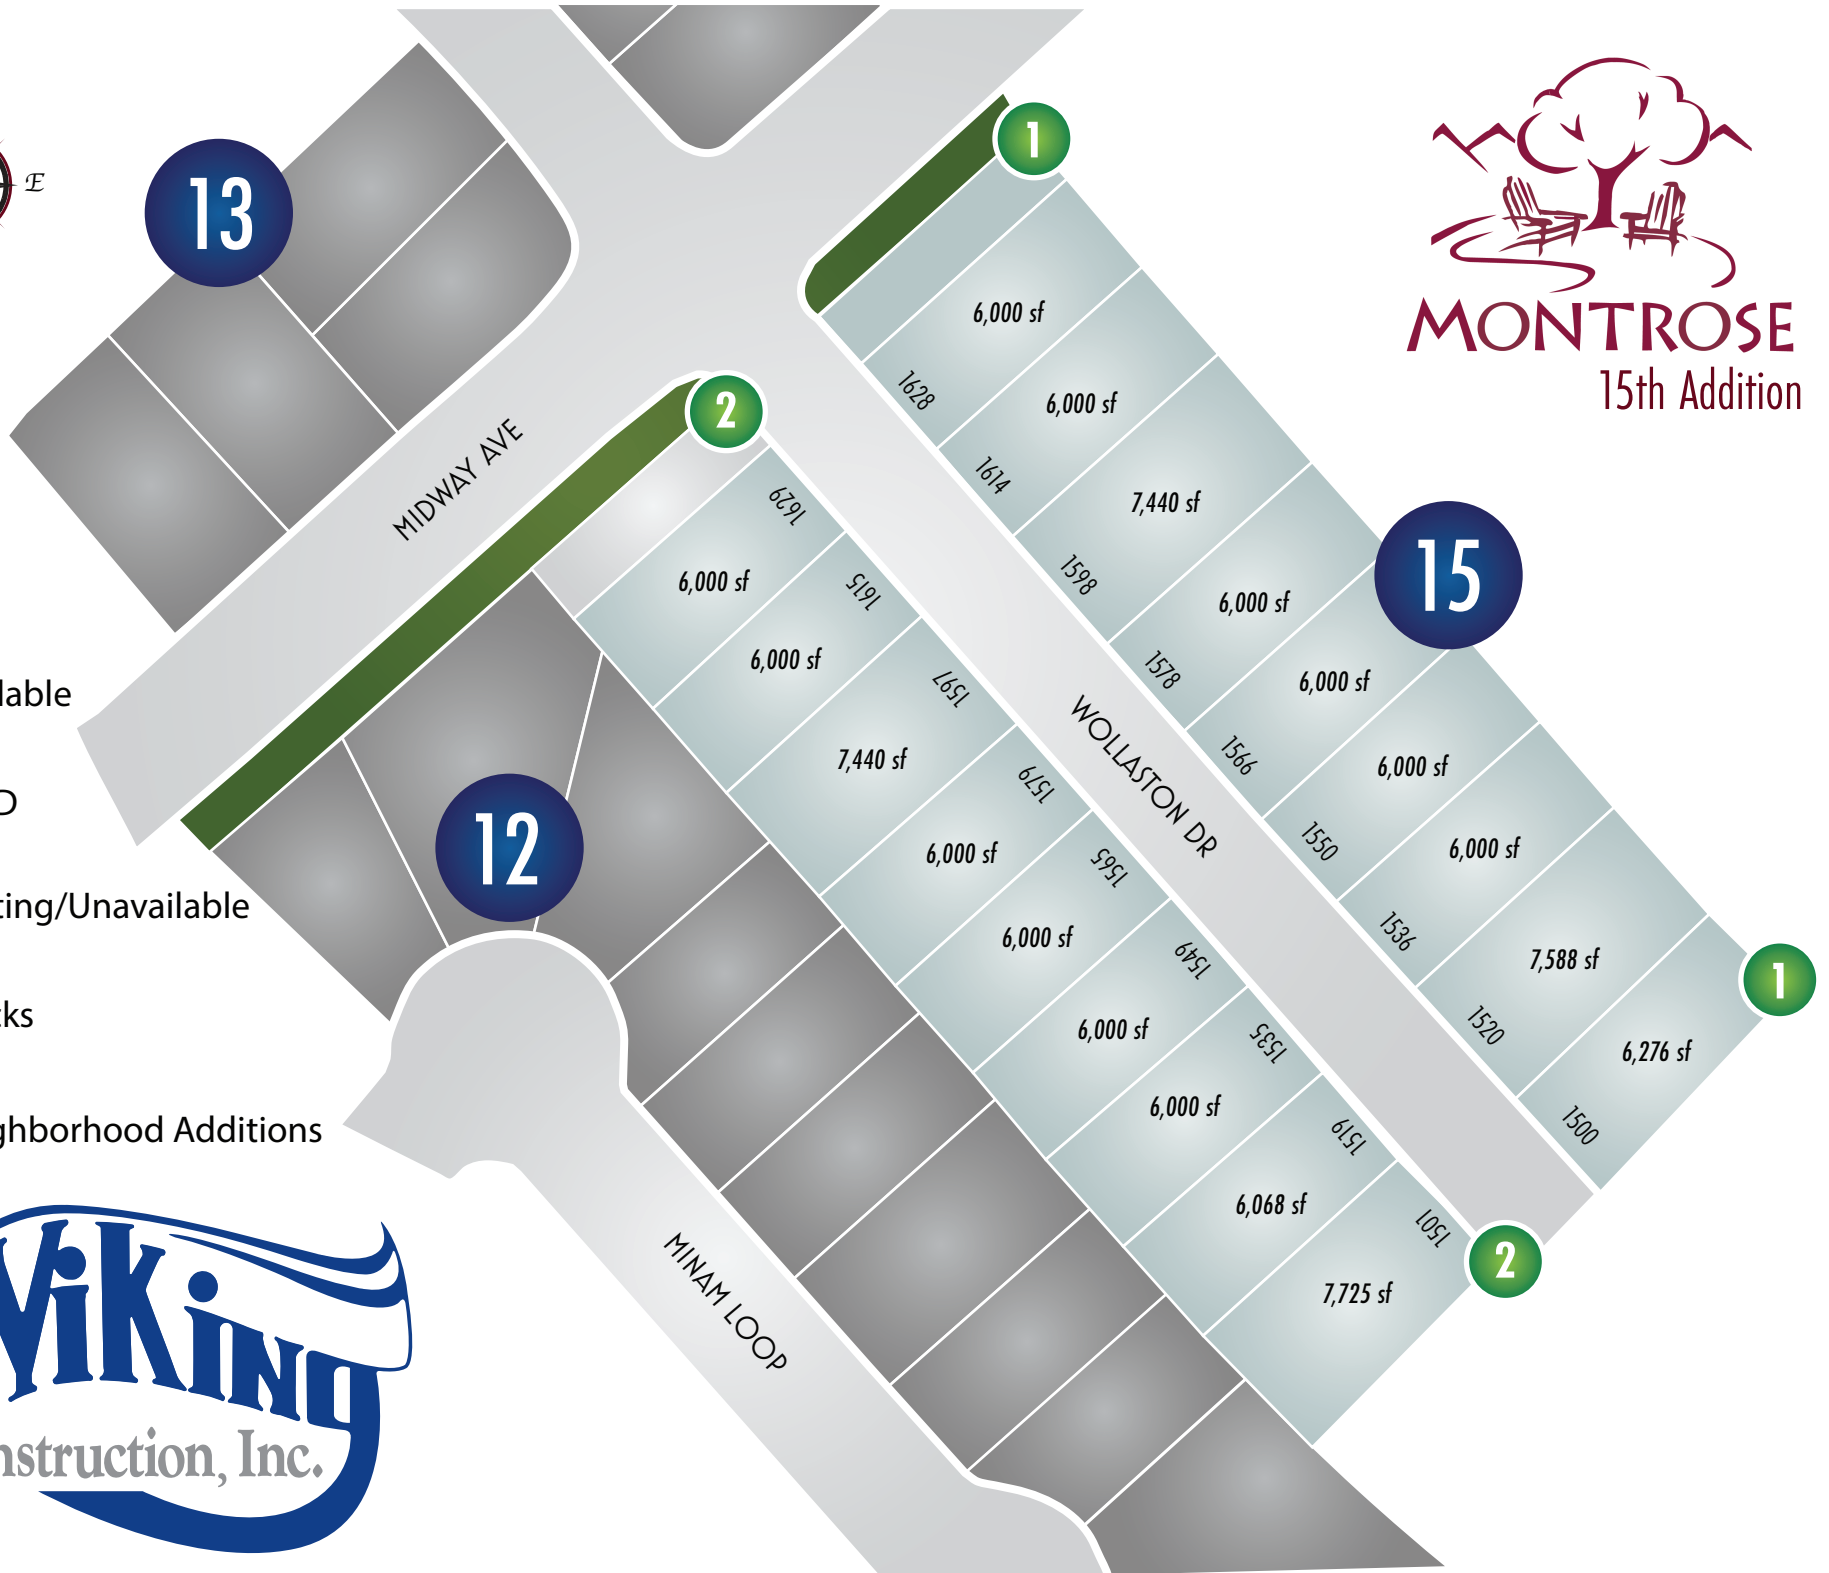 E
13
1
MONTROSE
15th Addition
6,000 sf
1628
6,000 sf
1614
7,440 sf
1598
6,000 sf
1578
6,000 sf
1566
6,000 sf
1550
6,000 sf
1536
7,588 sf
1520
6,276 sf
1500
15
1
MIDWAY AVE
2
1629
6,000 sf
1615
6,000 sf
1597
7,440 sf
1579
6,000 sf
1565
6,000 sf
1549
6,000 sf
1535
6,000 sf
1519
6,068 sf
1501
7,725 sf
2
WOLLASTON DR
12
MINAM LOOP
lable
D
ting/Unavailable
cks
ghborhood Additions
ViKiNG
nstruction, Inc.